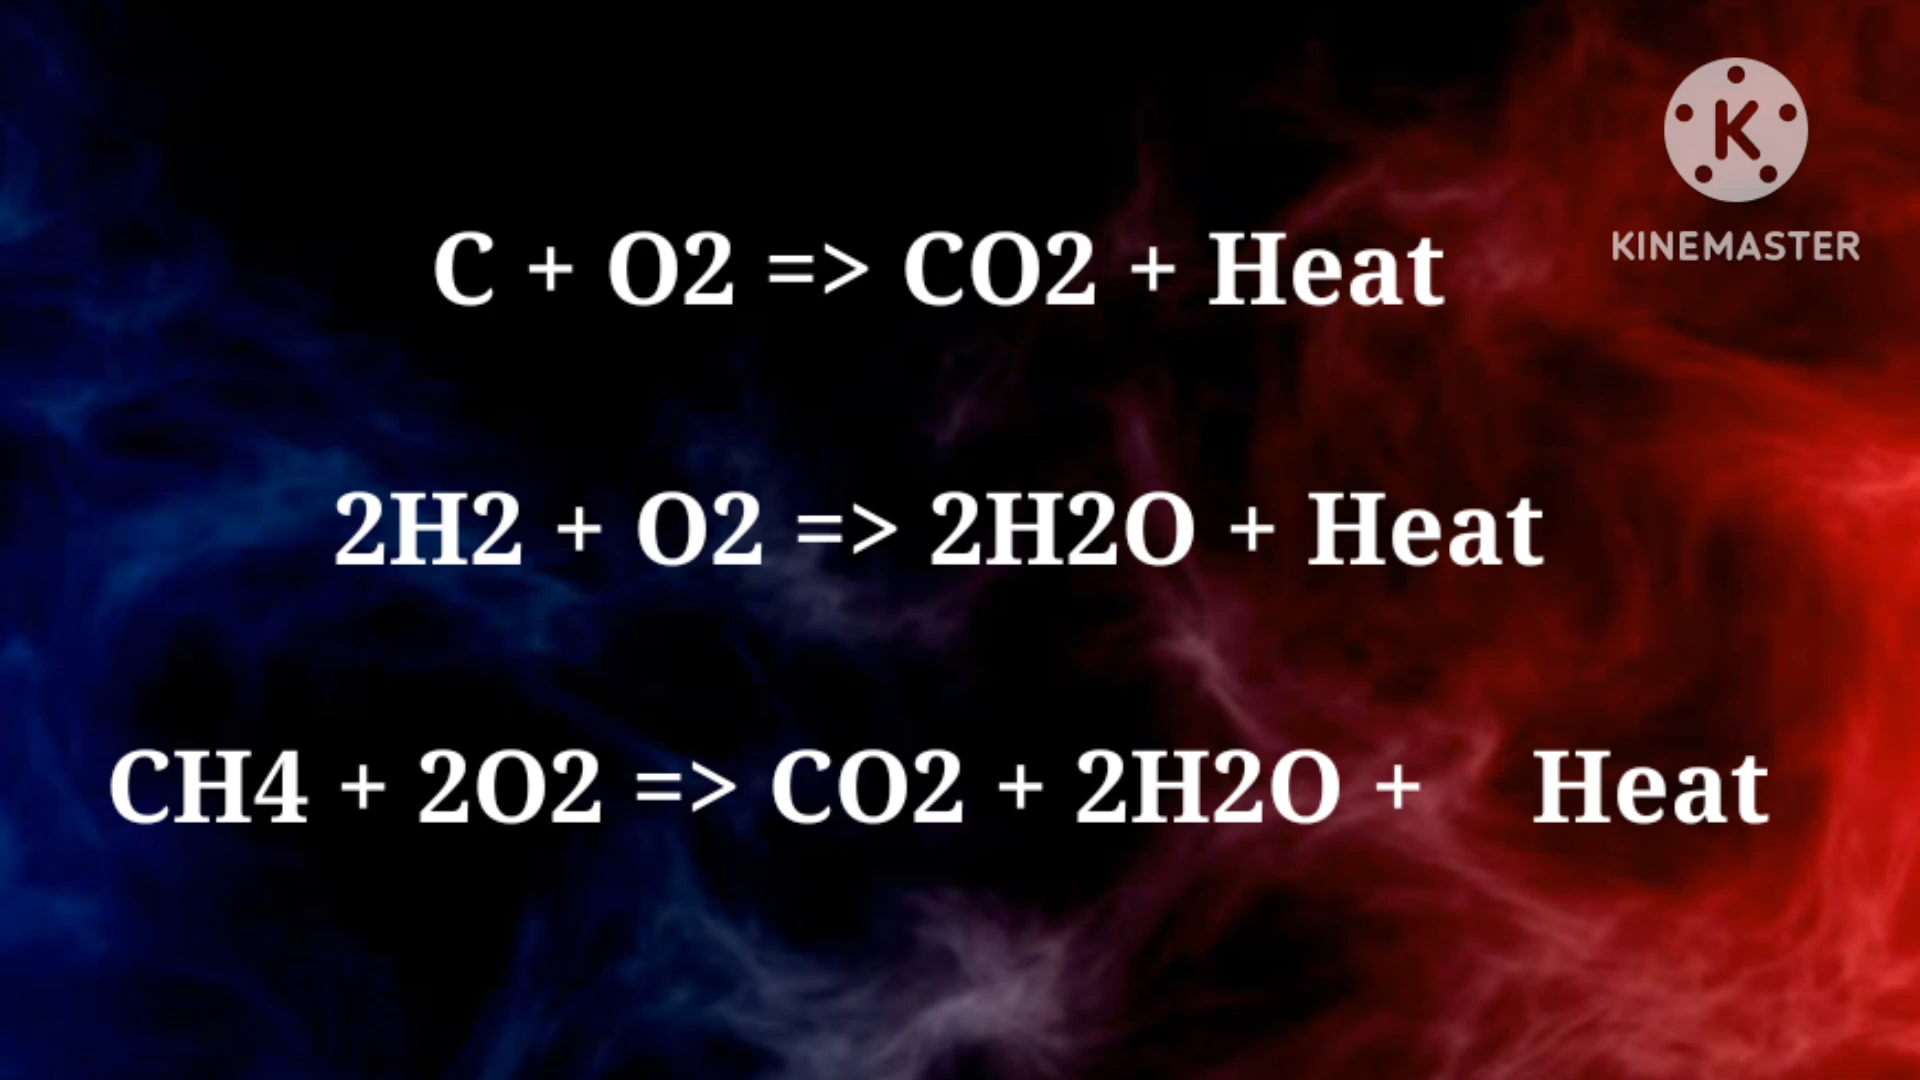 K
KINEMASTER
C + O2 => CO2 + Heat
2H2 + O2 => 2H2O + Heat
CH4 + 2O2 => CO2 + 2H2O + Heat